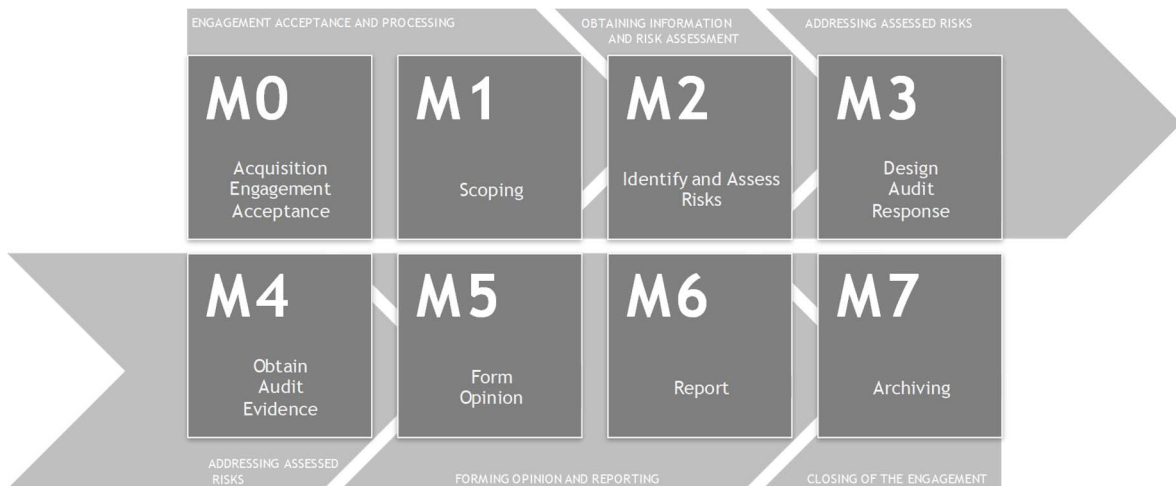 ENGAGEMENT ACCEPTANCE AND PROCESSING
OBTAINING INFORMATION
AND RISK ASSESSMENT
ADDRESSING ASSESSED RISKS
M0
Acquisition
Engagement
Acceptance
M1
Scoping
M2
Identify and Assess
Risks
M3
Design
Audit
Response
M4
Obtain
Audit
Evidence
M5
Form
Opinion
M6
Report
M7
Archiving
ADDRESSING ASSESSED
RISKS
FORMING OPINION AND REPORTING
CLOSING OF THE ENGAGEMENT